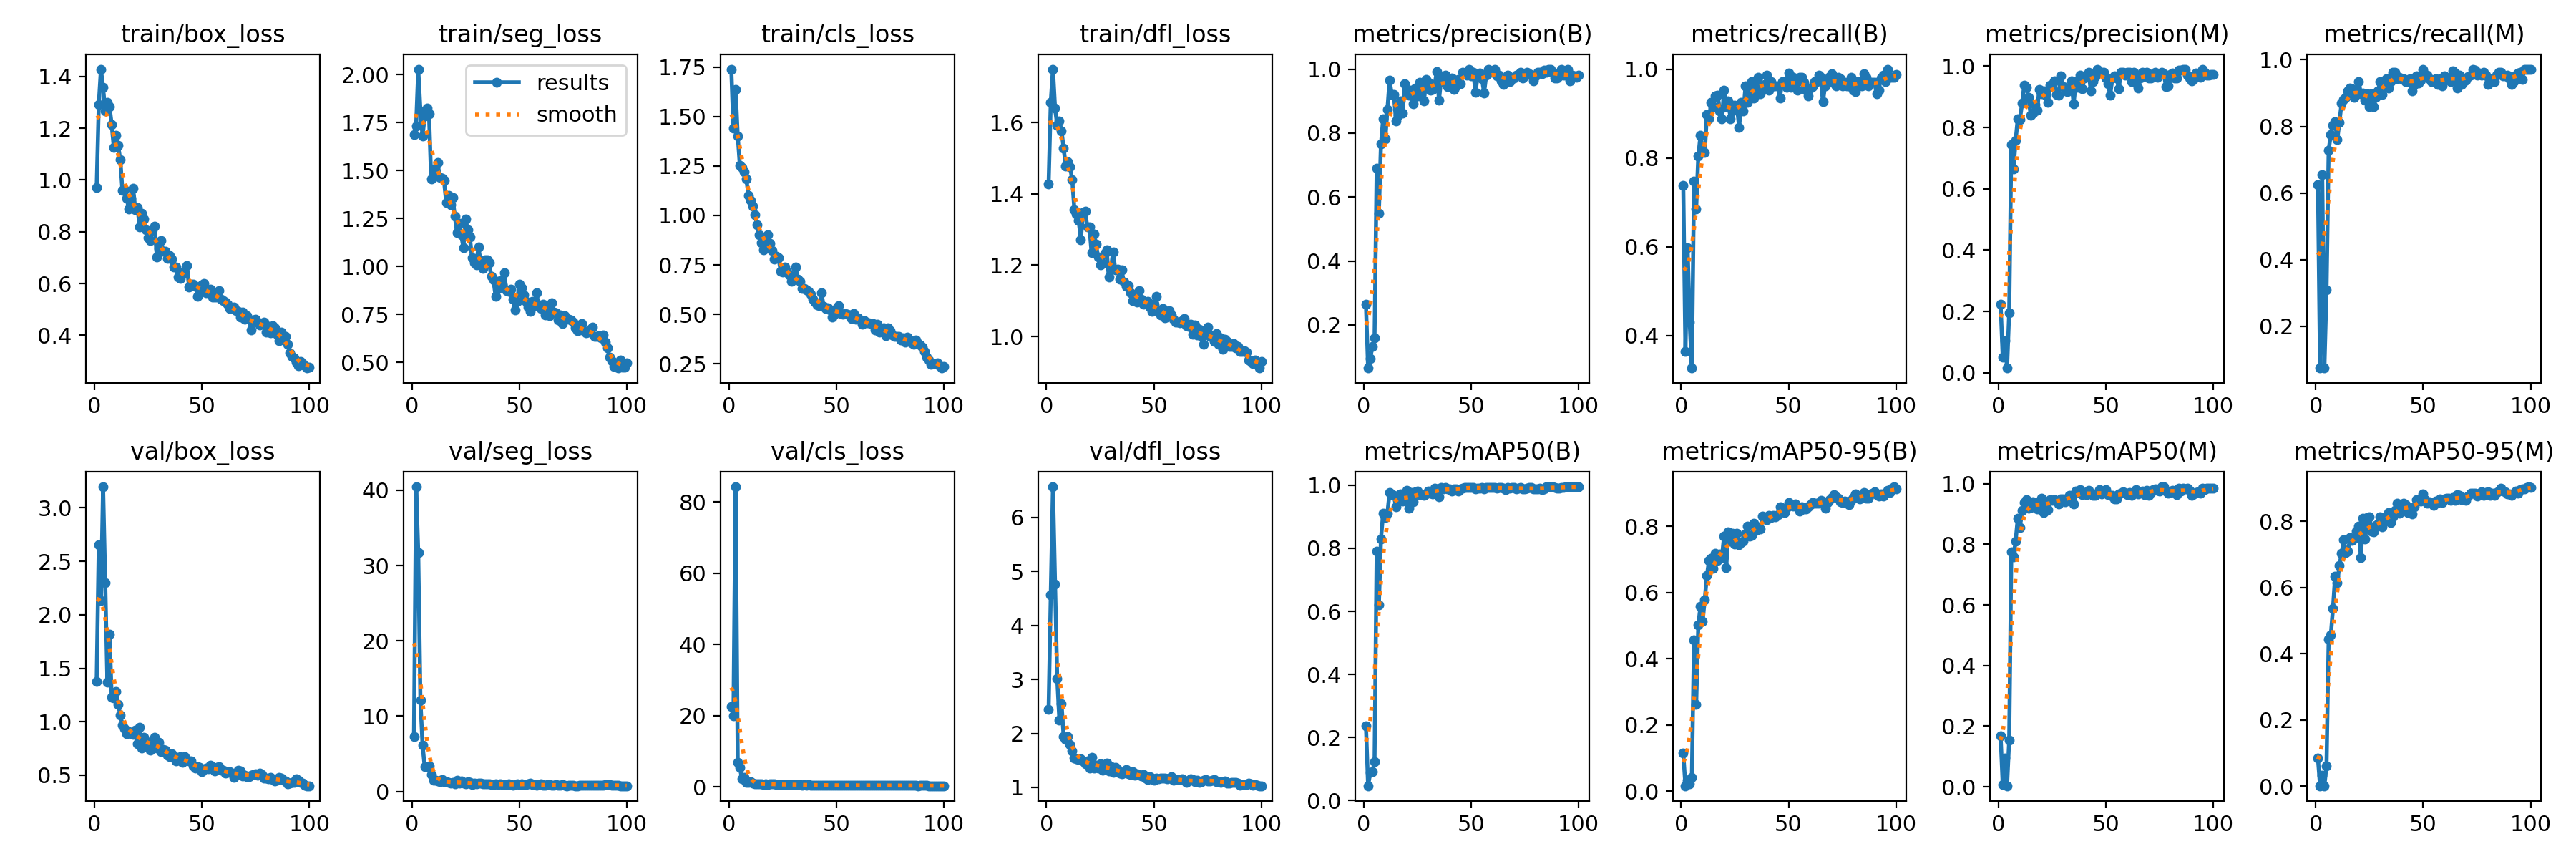 train/box_loss
train/seg_loss
train/cls_loss
train/dfl_loss
metrics/precision(B)
metrics/recall(B)
metrics/precision(M)
metrics/recall(M)
results
smooth
1.4
1.2
1.0
0.8
0.6
0.4
0 50 100
2.00
1.75
1.50
1.25
1.00
0.75
0.50
0 50 100
1.75
1.50
1.25
1.00
0.75
0.50
0.25
0 50 100
1.6
1.4
1.2
1.0
0 50 100
1.0
0.8
0.6
0.4
0.2
0 50 100
1.0
0.8
0.6
0.4
0 50 100
1.0
0.8
0.6
0.4
0.2
0.0
0 50 100
1.0
0.8
0.6
0.4
0.2
0 50 100
val/box_loss
val/seg_loss
val/cls_loss
val/dfl_loss
metrics/mAP50(B)
metrics/mAP50-95(B)
metrics/mAP50(M)
metrics/mAP50-95(M)
3.0
2.5
2.0
1.5
1.0
0.5
0 50 100
40
30
20
10
0
0 50 100
80
60
40
20
0
0 50 100
6
5
4
3
2
1
0 50 100
1.0
0.8
0.6
0.4
0.2
0.0
0 50 100
0.8
0.6
0.4
0.2
0.0
0 50 100
1.0
0.8
0.6
0.4
0.2
0.0
0 50 100
0.8
0.6
0.4
0.2
0.0
0 50 100